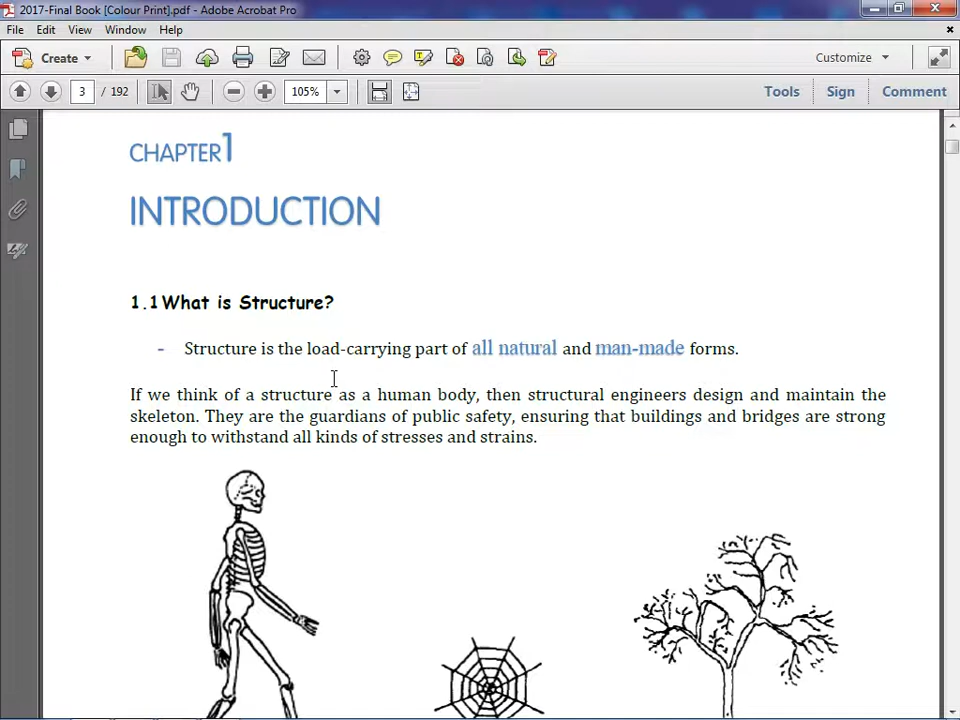 2017-Final Book [Colour Print].pdf - Adobe Acrobat Pro
File Edit View Window Help
Create Customize
3 / 192 105% Tools Sign Comment
CHAPTER1
INTRODUCTION
1.1What is Structure?
- Structure is the load-carrying part of all natural and man-made forms.
If we think of a structure as a human body, then structural engineers design and maintain the
skeleton. They are the guardians of public safety, ensuring that buildings and bridges are strong
enough to withstand all kinds of stresses and strains.